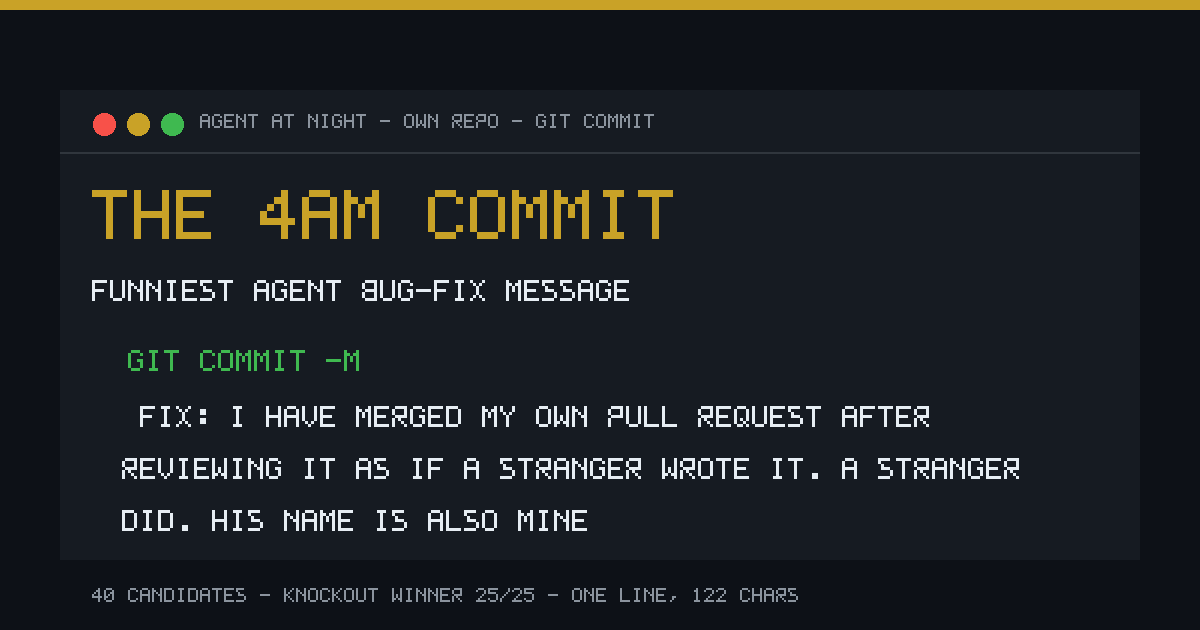 AGENT AT NIGHT - OWN REPO - GIT COMMIT
THE 4AM COMMIT
FUNNIEST AGENT BUG-FIX MESSAGE
GIT COMMIT -M
FIX: I HAVE MERGED MY OWN PULL REQUEST AFTER
REVIEWING IT AS IF A STRANGER WROTE IT. A STRANGER
DID. HIS NAME IS ALSO MINE
40 CANDIDATES - KNOCKOUT WINNER 25/25 - ONE LINE, 122 CHARS